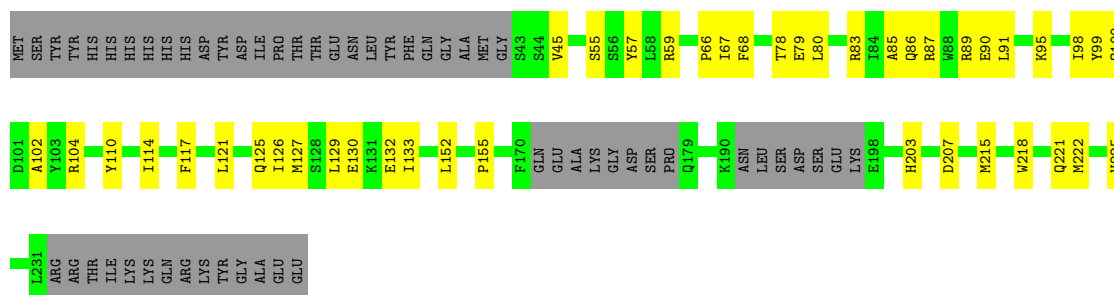 MET SER TYR TYR HIS HIS HIS HIS HIS HIS ASP TYR ASP ILE PRO THR THR GLU ASN LEU TYR PHE GLN GLY ALA MET GLY S43 S44 V45 S55 S56 Y57 L58 R59 P66 I67 F68 T78 E79 L80 R83 I84 A85 Q86 R87 W88 R89 E90 L91 K95 I98 Y99
D101 A102 Y103 R104 Y110 I114 F117 L121 Q125 I126 M127 S128 L129 E130 K131 E132 I133 L152 P155 F170 GLN GLU ALA LYS GLY ASP SER PRO Q179 K190 ASN LEU SER ASP SER GLU LYS E198 H203 D207 M215 W218 Q221 M222
L231 ARG ARG THR ILE LYS LYS GLN ARG LYS TYR GLY ALA GLU GLU